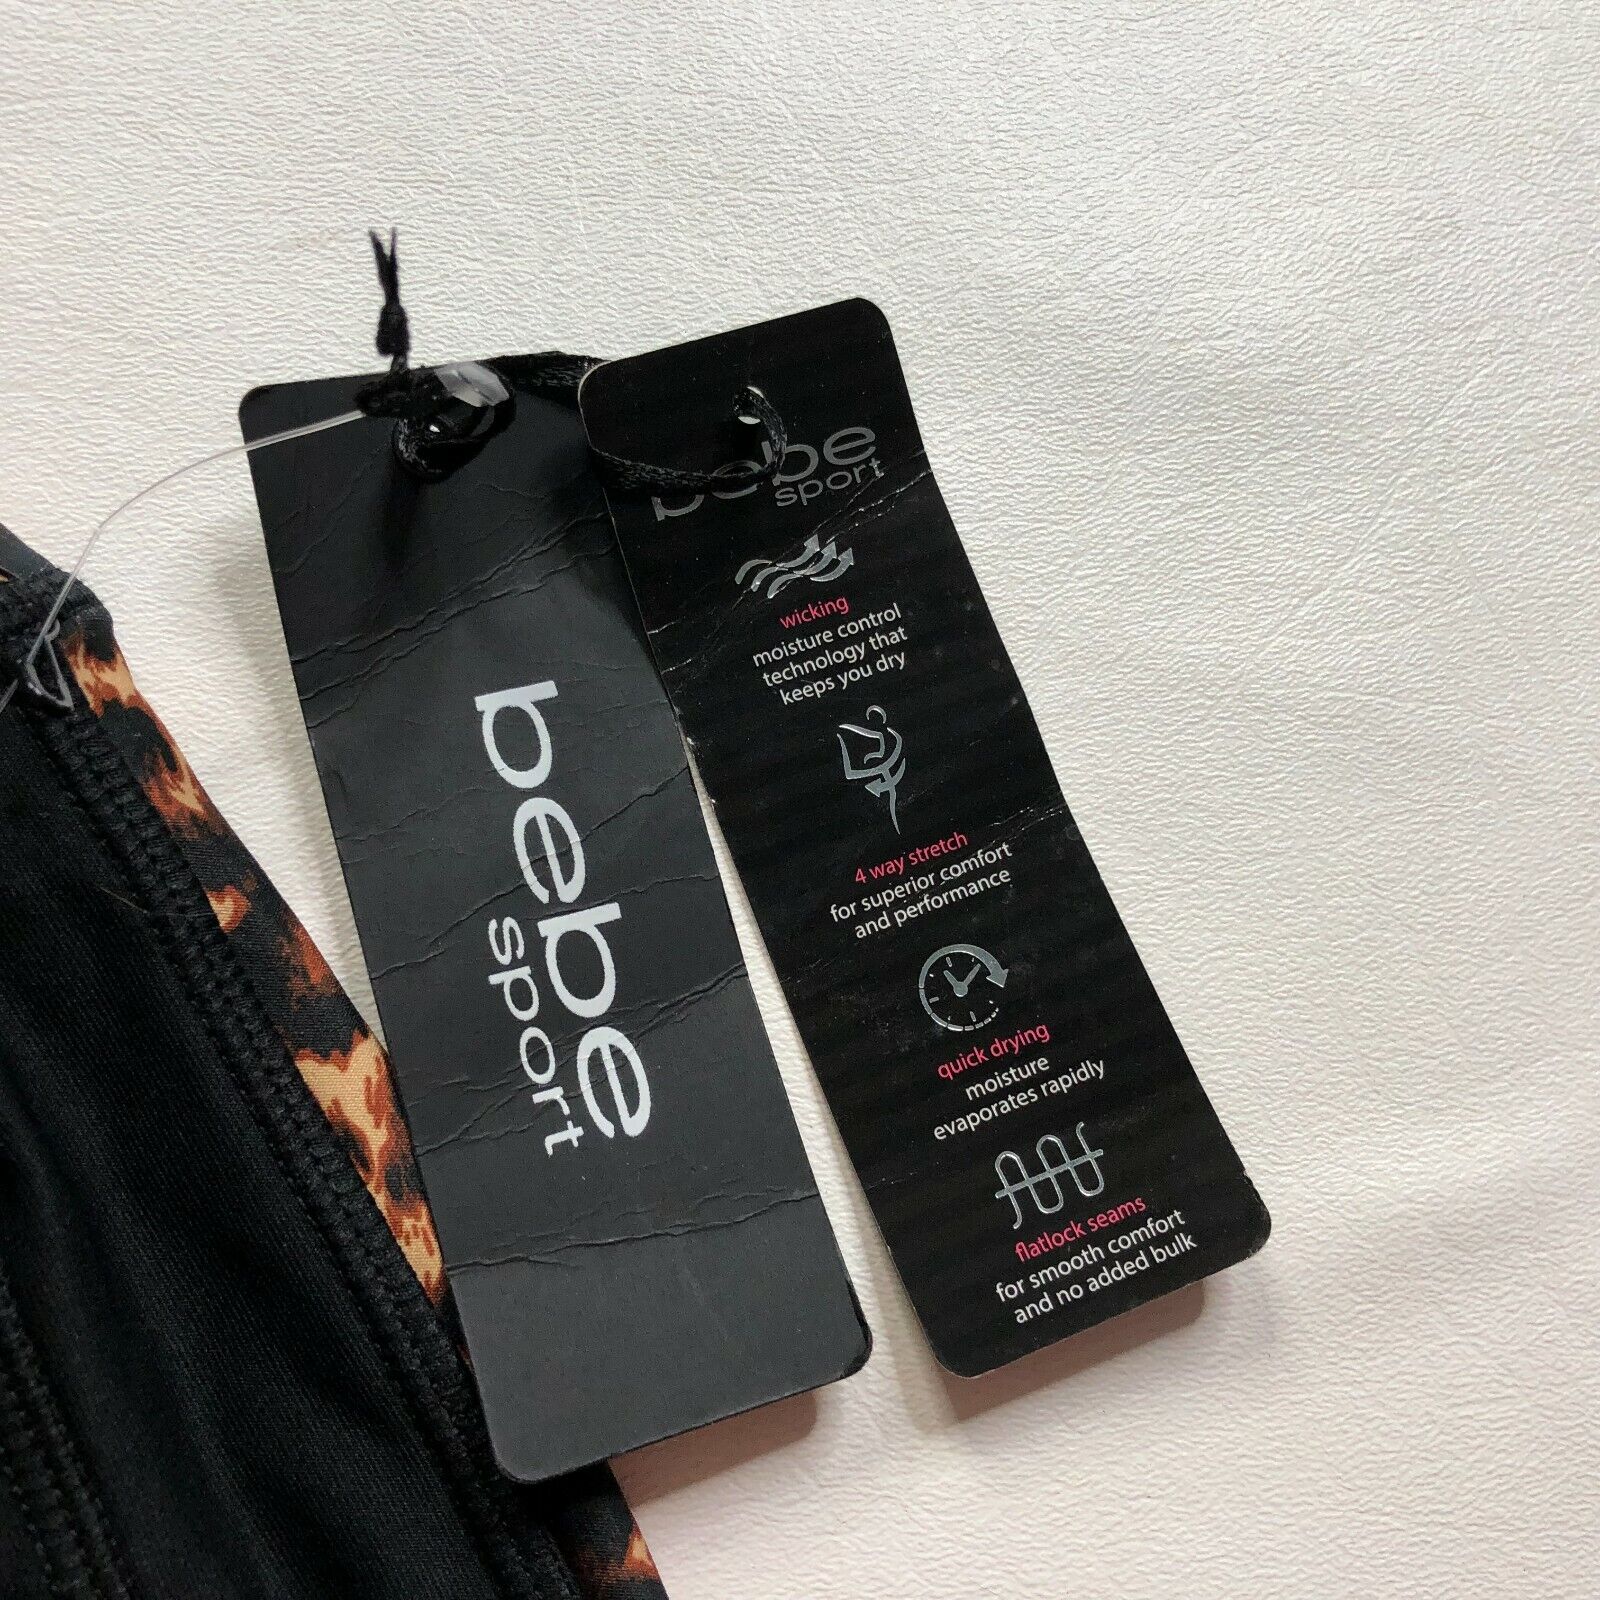 bebe
sport
bebe
sport
wicking
moisture control
technology that
keeps you dry
4 way stretch
for superior comfort
and performance
quick drying
moisture
evaporates rapidly
flatlock seams
for smooth comfort
and no added bulk